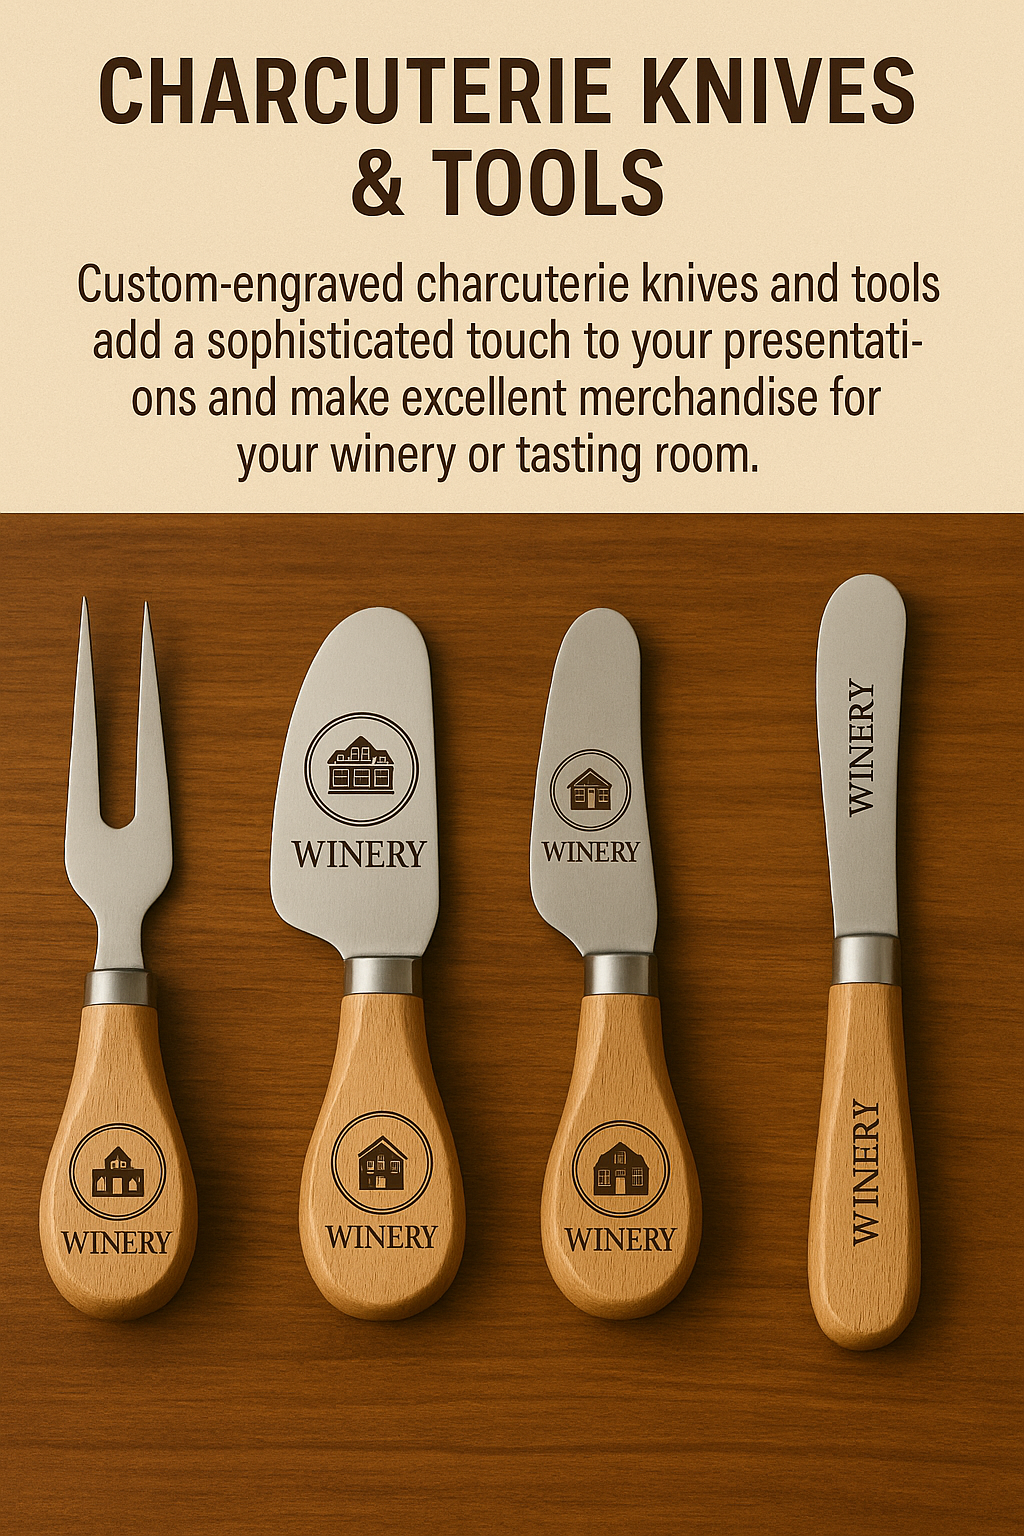 CHARCUTERIE KNIVES
& TOOLS
Custom-engraved charcuterie knives and tools
add a sophisticated touch to your presentati-
ons and make excellent merchandise for
your winery or tasting room.
WINERY
WINERY
WINERY
WINERY
WINERY
WINERY
WINERY